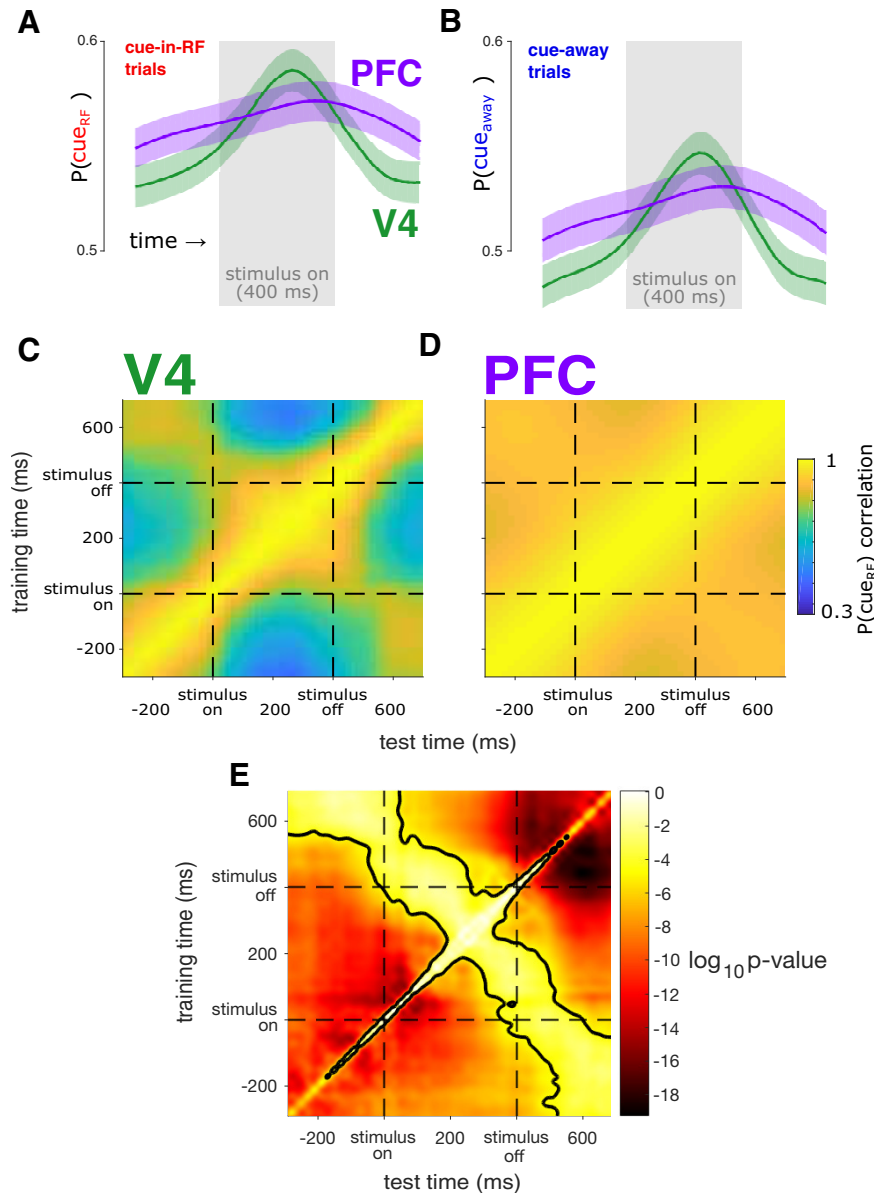 A
0.6
cue-in-RF
trials
PFC
P(cueRF)
V4
time →
0.5
stimulus on
(400 ms)
B
0.6
cue-away
trials
P(cueaway)
0.5
stimulus on
(400 ms)
C
V4
600
stimulus
off
200
stimulus
on
-200
training time (ms)
-200
stimulus
on
200
stimulus
off
600
D
PFC
-200
stimulus
on
200
stimulus
off
600
test time (ms)
1
0.3
P(cueRF) correlation
E
600
stimulus
off
200
stimulus
on
-200
training time (ms)
-200
stimulus
on
200
stimulus
off
600
test time (ms)
0
-2
-4
-6
-8
-10
-12
-14
-16
-18
log10p-value